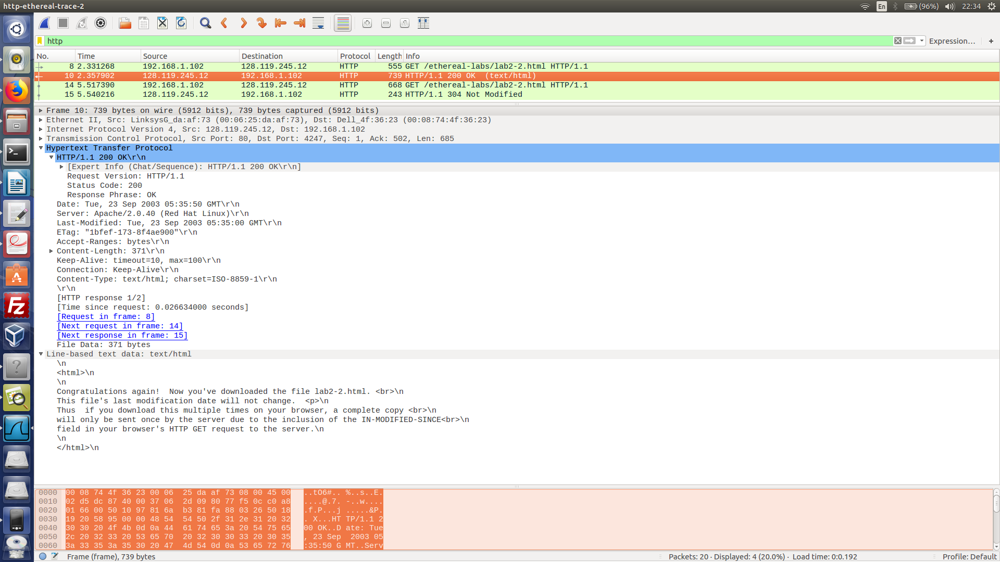 http-ethereal-trace-2
En (96%) 22:34
http Expression… +
No. Time Source Destination Protocol Length Info
8 2.331268 192.168.1.102 128.119.245.12 HTTP 555 GET /ethereal-labs/lab2-2.html HTTP/1.1
10 2.357902 128.119.245.12 192.168.1.102 HTTP 739 HTTP/1.1 200 OK  (text/html)
14 5.517390 192.168.1.102 128.119.245.12 HTTP 668 GET /ethereal-labs/lab2-2.html HTTP/1.1
15 5.540216 128.119.245.12 192.168.1.102 HTTP 243 HTTP/1.1 304 Not Modified
Frame 10: 739 bytes on wire (5912 bits), 739 bytes captured (5912 bits)
Ethernet II, Src: LinksysG_da:af:73 (00:06:25:da:af:73), Dst: Dell_4f:36:23 (00:08:74:4f:36:23)
Internet Protocol Version 4, Src: 128.119.245.12, Dst: 192.168.1.102
Transmission Control Protocol, Src Port: 80, Dst Port: 4247, Seq: 1, Ack: 502, Len: 685
Hypertext Transfer Protocol
HTTP/1.1 200 OK\r\n
[Expert Info (Chat/Sequence): HTTP/1.1 200 OK\r\n]
Request Version: HTTP/1.1
Status Code: 200
Response Phrase: OK
Date: Tue, 23 Sep 2003 05:35:50 GMT\r\n
Server: Apache/2.0.40 (Red Hat Linux)\r\n
Last-Modified: Tue, 23 Sep 2003 05:35:00 GMT\r\n
ETag: "1bfef-173-8f4ae900"\r\n
Accept-Ranges: bytes\r\n
Content-Length: 371\r\n
Keep-Alive: timeout=10, max=100\r\n
Connection: Keep-Alive\r\n
Content-Type: text/html; charset=ISO-8859-1\r\n
\r\n
[HTTP response 1/2]
[Time since request: 0.026634000 seconds]
[Request in frame: 8]
[Next request in frame: 14]
[Next response in frame: 15]
File Data: 371 bytes
Line-based text data: text/html
\n
<html>\n
\n
Congratulations again!  Now you've downloaded the file lab2-2.html. <br>\n
This file's last modification date will not change.  <p>\n
Thus  if you download this multiple times on your browser, a complete copy <br>\n
will only be sent once by the server due to the inclusion of the IN-MODIFIED-SINCE<br>\n
field in your browser's HTTP GET request to the server.\n
\n
</html>\n
0000 00 08 74 4f 36 23 00 06  25 da af 73 08 00 45 00 ..tO6#.. %..s..E.
0010 02 d5 dc 87 40 00 37 06  2d 09 80 77 f5 0c c0 a8 ....@.7. -..w....
0020 01 66 00 50 10 97 81 6a  b3 81 fa 88 03 26 50 18 .f.P...j .....&P.
0030 19 20 58 95 00 00 48 54  54 50 2f 31 2e 31 20 32 . X...HT TP/1.1 2
0040 30 30 20 4f 4b 0d 0a 44  61 74 65 3a 20 54 75 65 00 OK..D ate: Tue
0050 2c 20 32 33 20 53 65 70  20 32 30 30 33 20 30 35 , 23 Sep  2003 05
0060 3a 33 35 3a 35 30 20 47  4d 54 0d 0a 53 65 72 76 :35:50 G MT..Serv
Frame (frame), 739 bytes Packets: 20 · Displayed: 4 (20.0%) · Load time: 0:0.192 Profile: Default